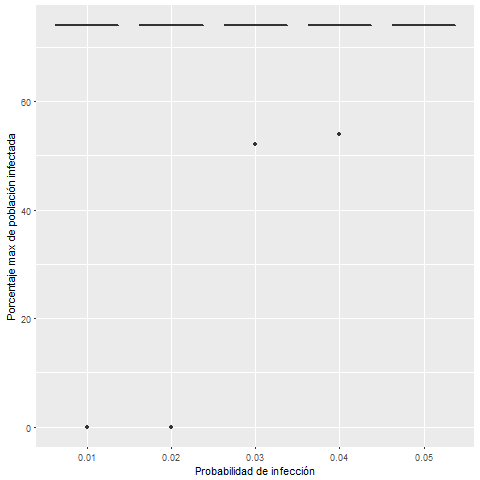 Porcentaje max de población infectada
60
40
20
0
0.01 0.02 0.03 0.04 0.05
Probabilidad de infección